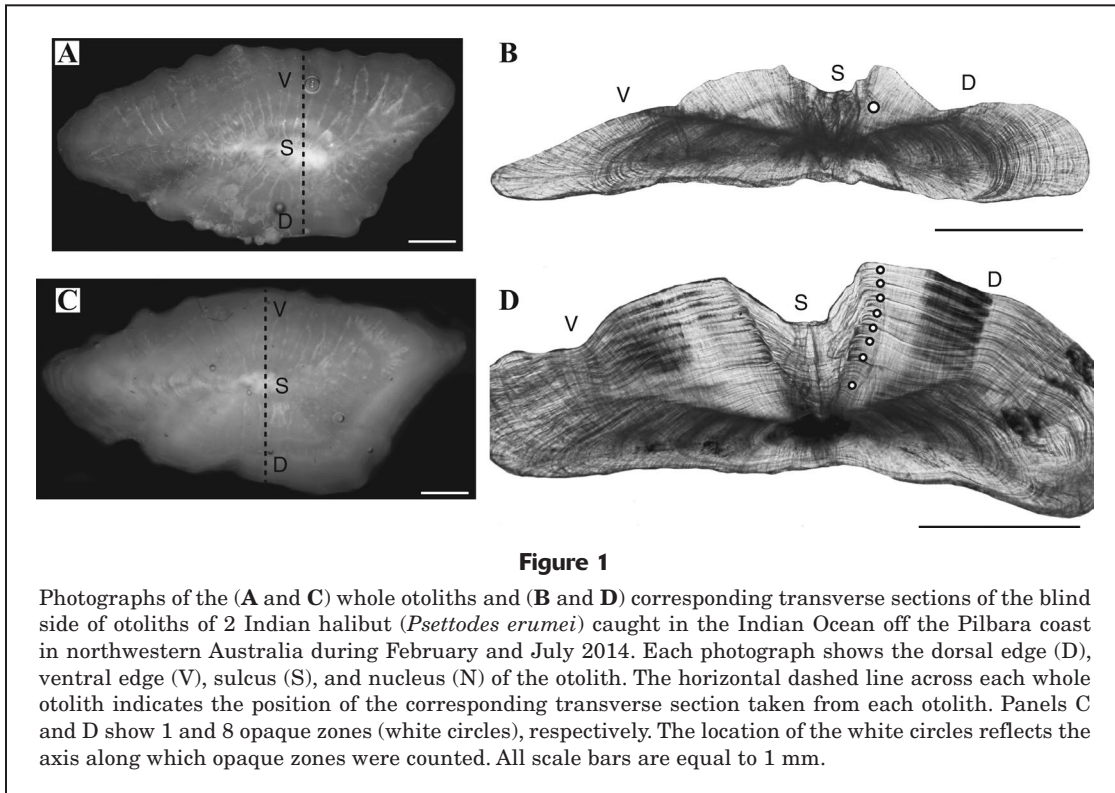 A
V
S
D
B
V
S
D
C
V
S
D
D
V
S
D
Figure 1
Photographs of the (A and C) whole otoliths and (B and D) corresponding transverse sections of the blind
side of otoliths of 2 Indian halibut (Psettodes erumei) caught in the Indian Ocean off the Pilbara coast
in northwestern Australia during February and July 2014. Each photograph shows the dorsal edge (D),
ventral edge (V), sulcus (S), and nucleus (N) of the otolith. The horizontal dashed line across each whole
otolith indicates the position of the corresponding transverse section taken from each otolith. Panels C
and D show 1 and 8 opaque zones (white circles), respectively. The location of the white circles reflects the
axis along which opaque zones were counted. All scale bars are equal to 1 mm.